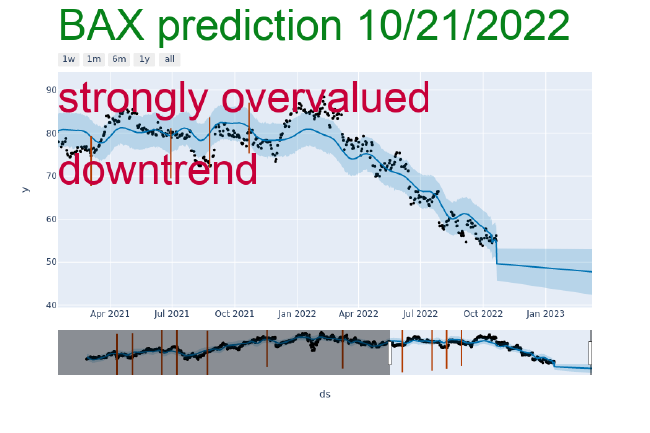 BAX prediction 10/21/2022
1w 1m 6m 1y all
90
strongly overvalued
80
downtrend
70
y
60
50
40
Apr 2021 Jul 2021 Oct 2021 Jan 2022 Apr 2022 Jul 2022 Oct 2022 Jan 2023
ds